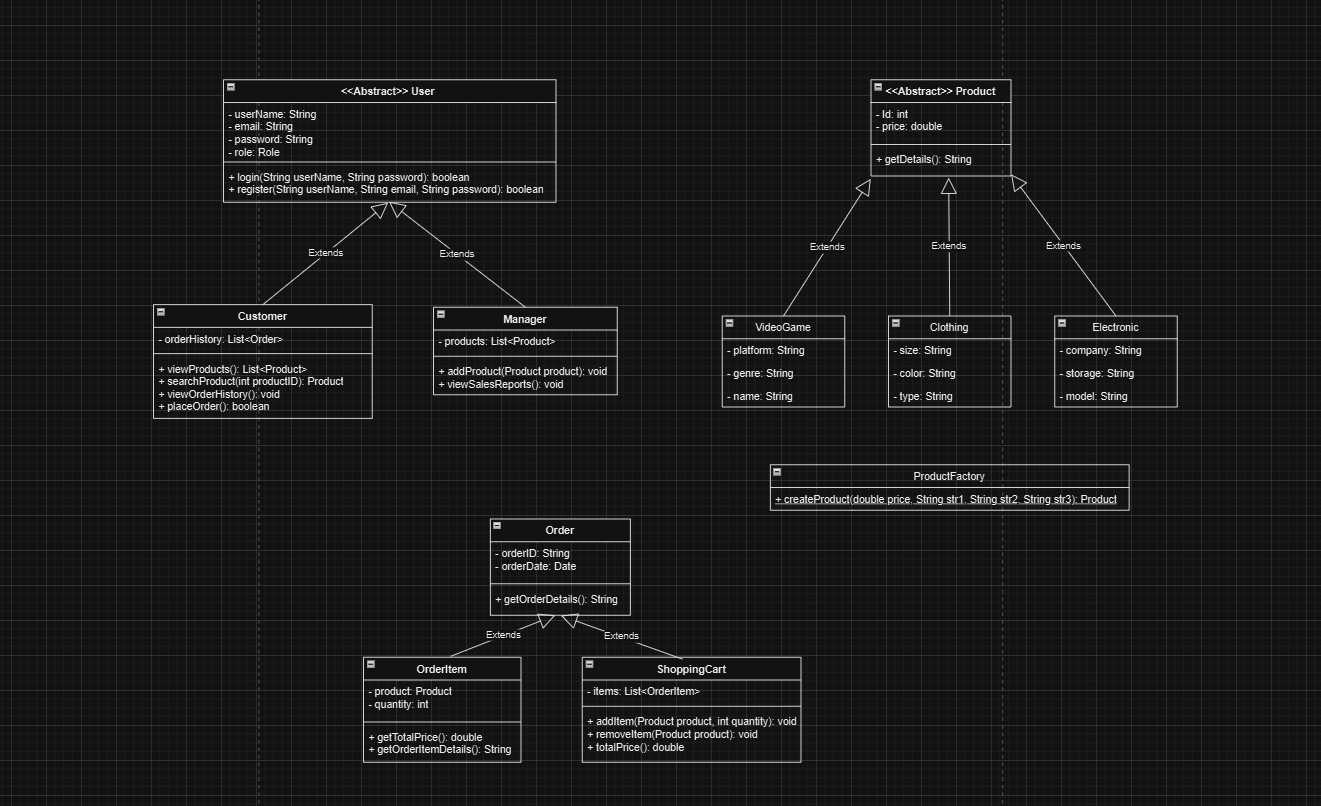 <<Abstract>> User
- userName: String
- email: String
- password: String
- role: Role
+ login(String userName, String password): boolean
+ register(String userName, String email, String password): boolean
<<Abstract>> Product
- Id: int
- price: double
+ getDetails(): String
Extends
Extends
Extends
Extends
Extends
Customer
- orderHistory: List<Order>
+ viewProducts(): List<Product>
+ searchProduct(int productID): Product
+ viewOrderHistory(): void
+ placeOrder(): boolean
Manager
- products: List<Product>
+ addProduct(Product product): void
+ viewSalesReports(): void
VideoGame
- platform: String
- genre: String
- name: String
Clothing
- size: String
- color: String
- type: String
Electronic
- company: String
- storage: String
- model: String
ProductFactory
+ createProduct(double price, String str1, String str2, String str3): Product
Order
- orderID: String
- orderDate: Date
+ getOrderDetails(): String
Extends
Extends
OrderItem
- product: Product
- quantity: int
+ getTotalPrice(): double
+ getOrderItemDetails(): String
ShoppingCart
- items: List<OrderItem>
+ addItem(Product product, int quantity): void
+ removeItem(Product product): void
+ totalPrice(): double